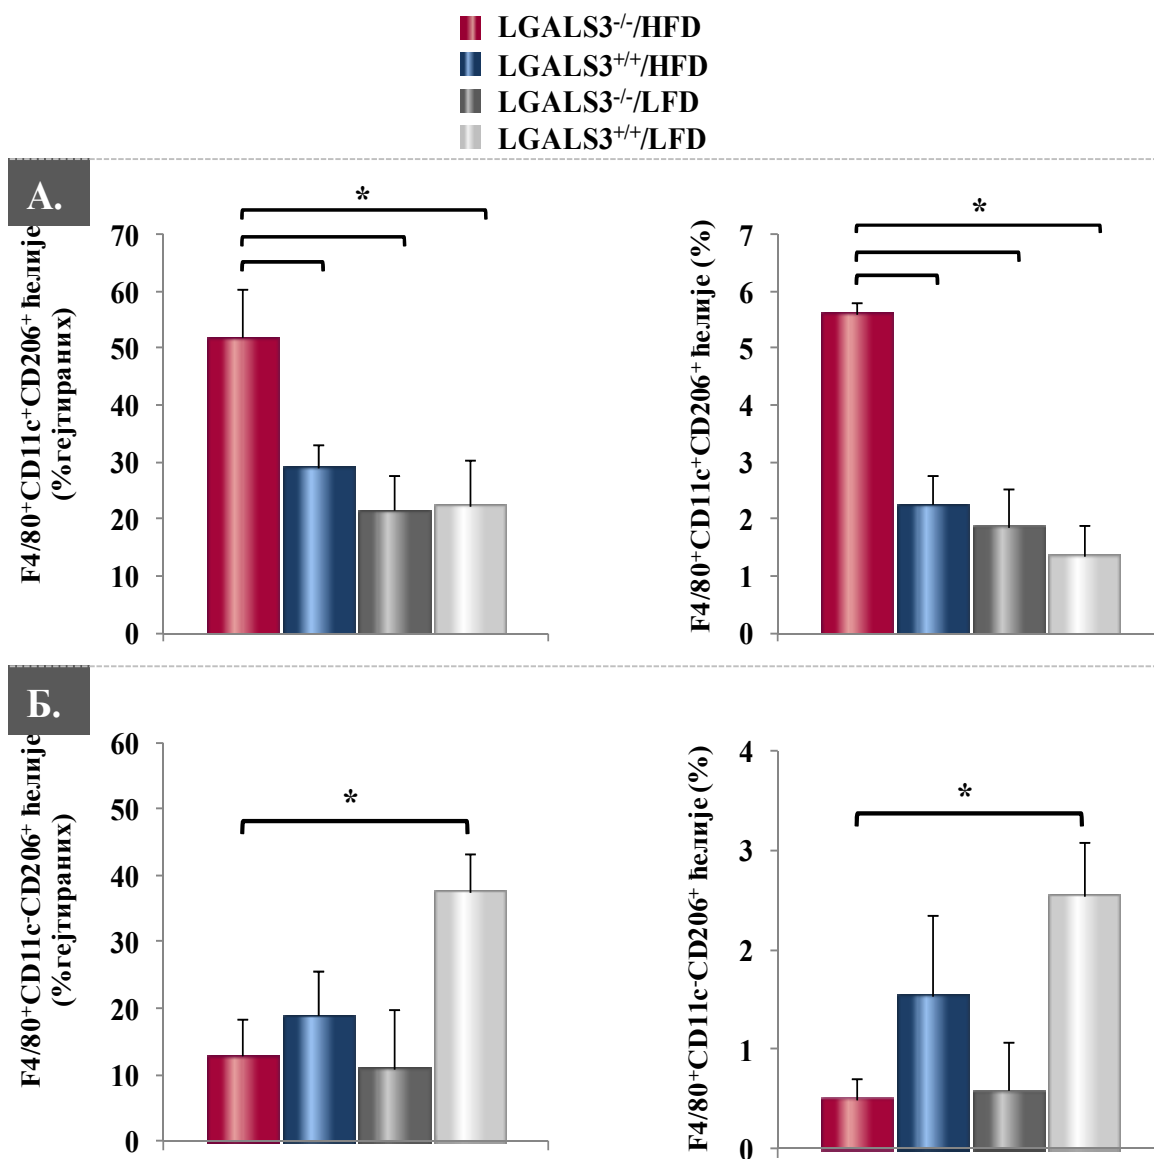 LGALS3⁻/⁻/HFD
LGALS3⁺/⁺/HFD
LGALS3⁻/⁻/LFD
LGALS3⁺/⁺/LFD
А.
F4/80⁺CD11c⁺CD206⁺ ћелије
(%гејтираних)
70
60
50
40
30
20
10
0
*
F4/80⁺CD11c⁺CD206⁺ ћелије (%)
7
6
5
4
3
2
1
0
*
Б.
F4/80⁺CD11c⁻CD206⁺ ћелије
(%гејтираних)
60
50
40
30
20
10
0
*
F4/80⁺CD11c⁻CD206⁺ ћелије (%)
4
3
2
1
0
*